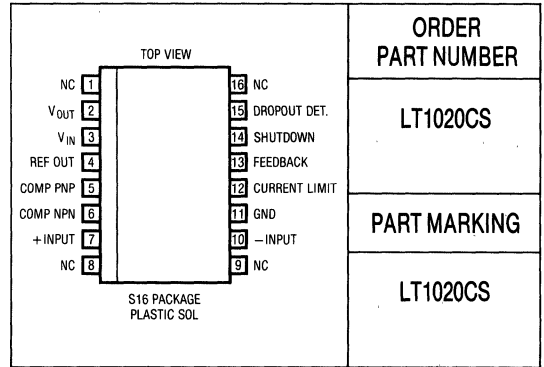 TOP VIEW
NC 1
VOUT 2
VIN 3
REF OUT 4
COMP PNP 5
COMP NPN 6
+INPUT 7
NC 8
16 NC
15 DROPOUT DET.
14 SHUTDOWN
13 FEEDBACK
12 CURRENT LIMIT
11 GND
10 –INPUT
9 NC
S16 PACKAGE
PLASTIC SOL
ORDER
PART NUMBER
LT1020CS
PART MARKING
LT1020CS